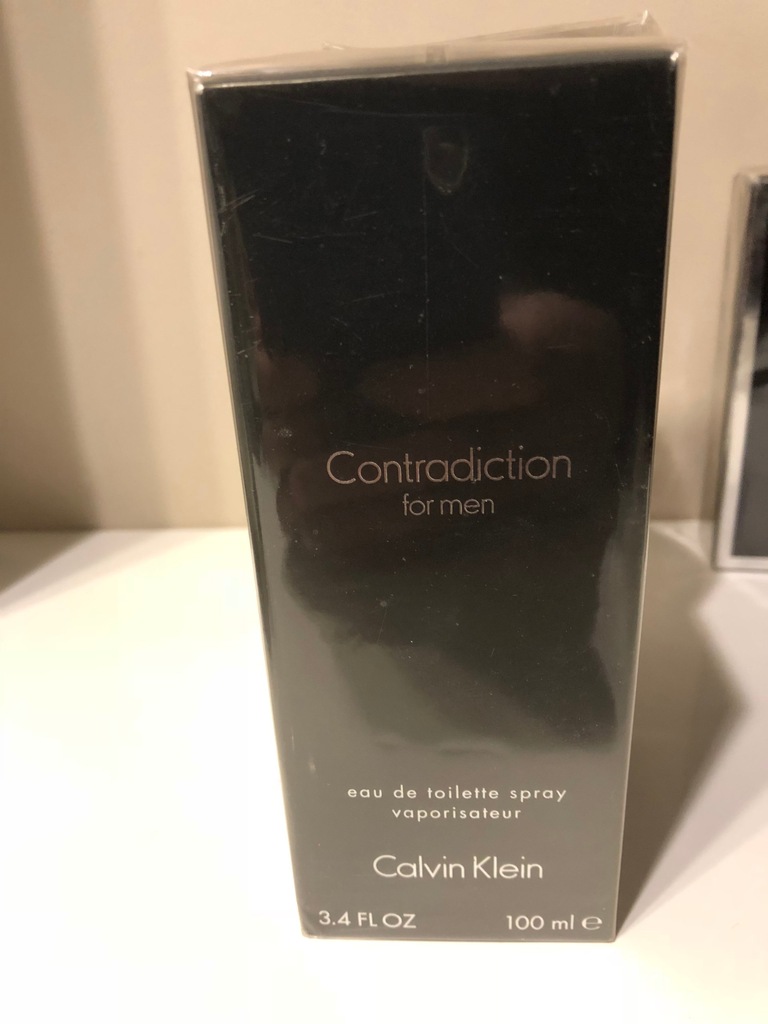 Contradiction
for men
eau de toilette spray
vaporisateur
Calvin Klein
3.4 FL OZ 100 ml ℮